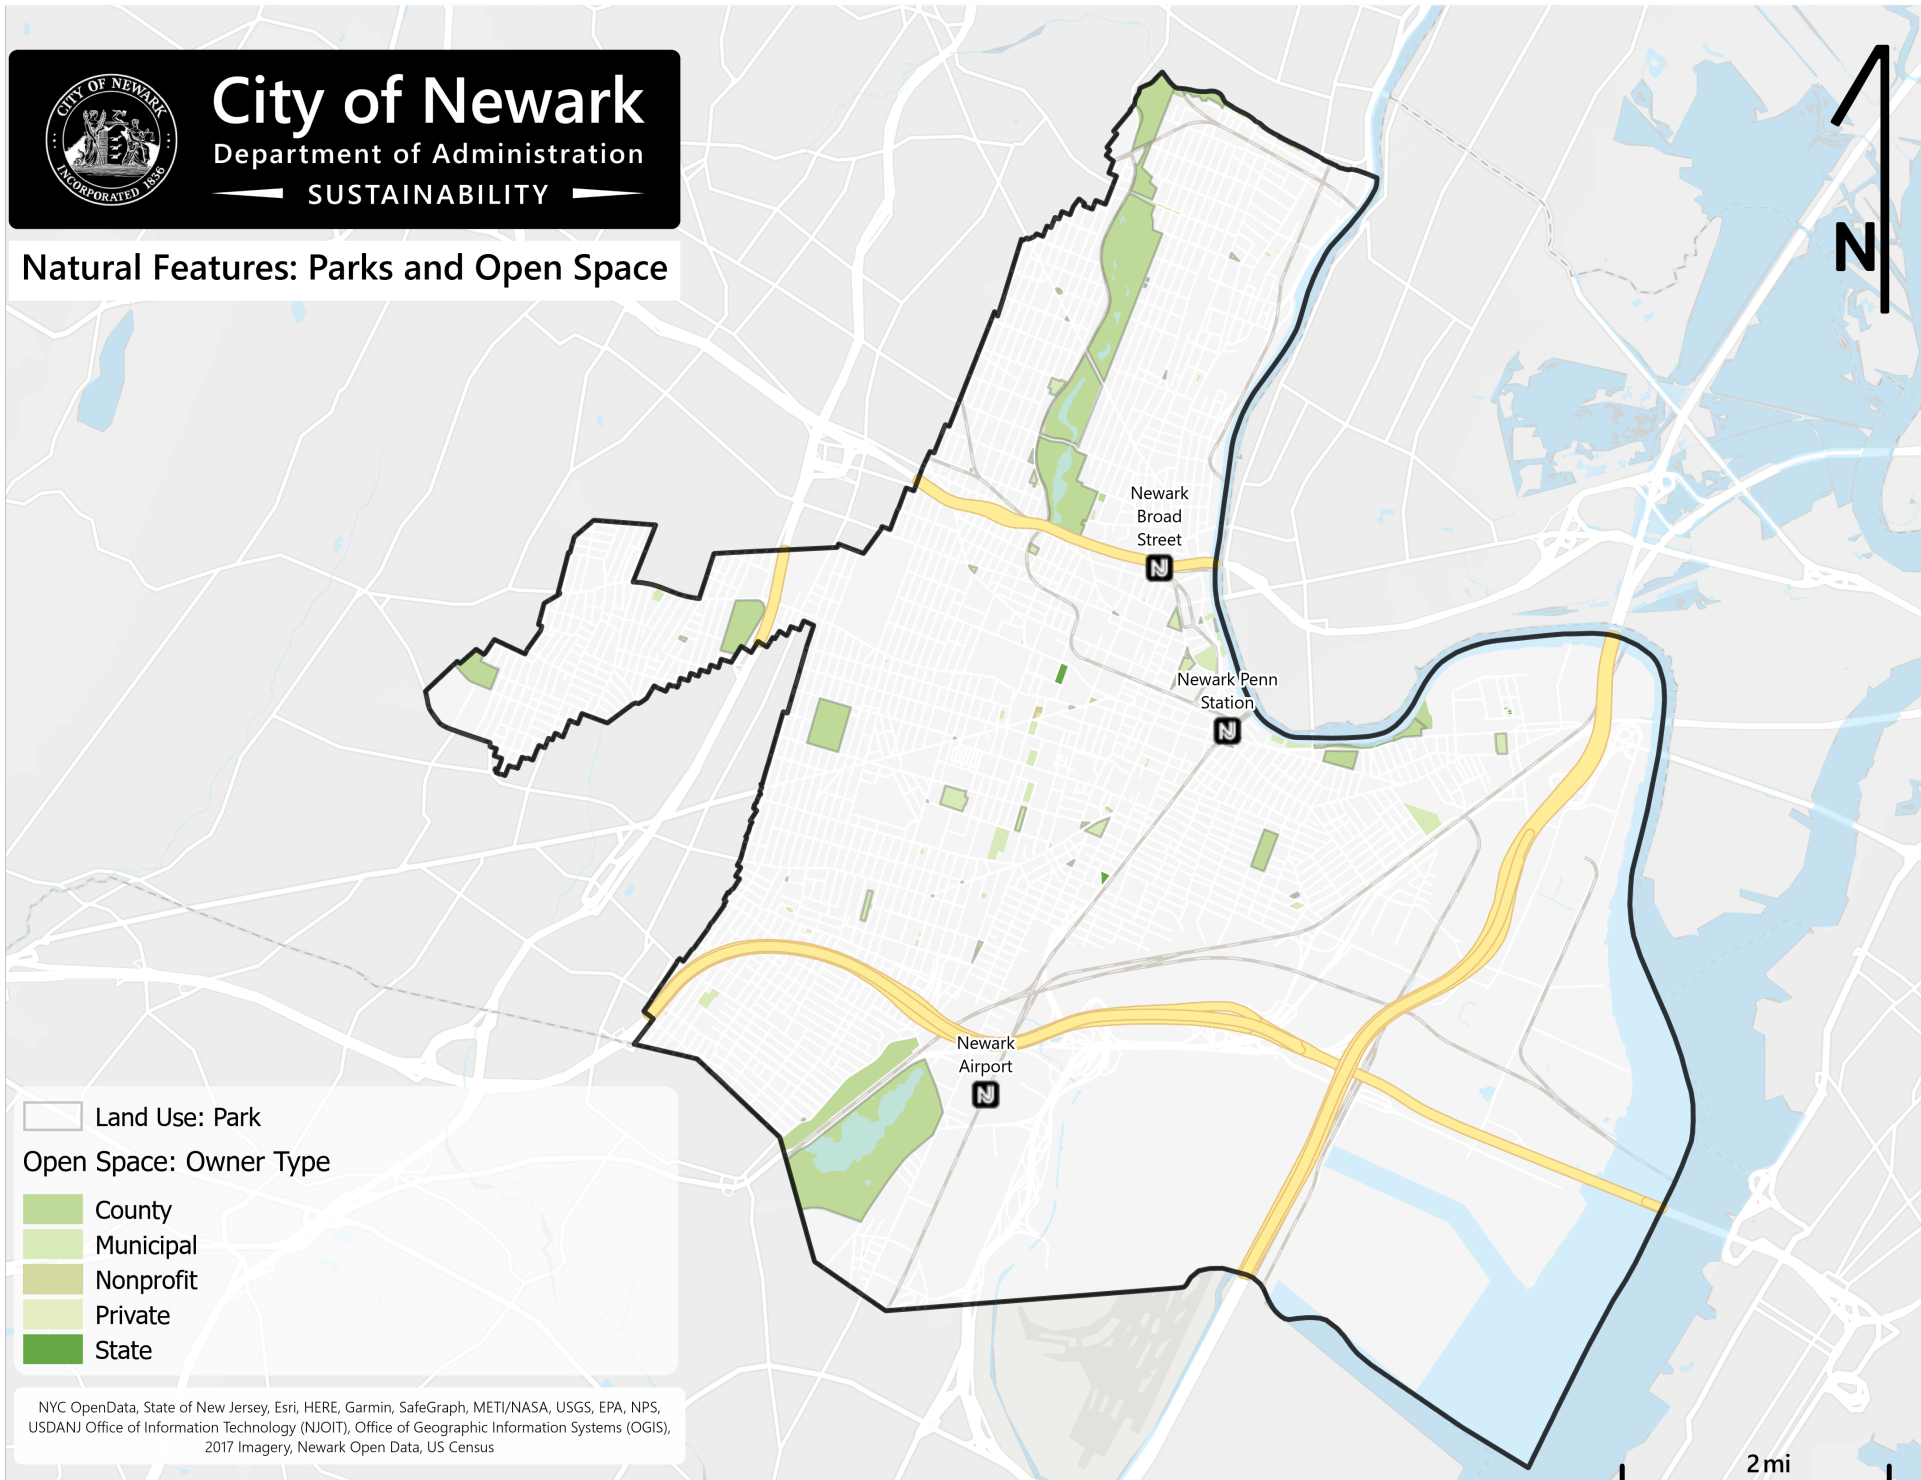 CITY OF NEWARK
INCORPORATED 1836
City of Newark
Department of Administration
SUSTAINABILITY
Natural Features: Parks and Open Space
N
Newark
Broad
Street
Newark Penn
Station
Newark
Airport
Land Use: Park
Open Space: Owner Type
County
Municipal
Nonprofit
Private
State
NYC OpenData, State of New Jersey, Esri, HERE, Garmin, SafeGraph, METI/NASA, USGS, EPA, NPS,
USDANJ Office of Information Technology (NJOIT), Office of Geographic Information Systems (OGIS),
2017 Imagery, Newark Open Data, US Census
2 mi